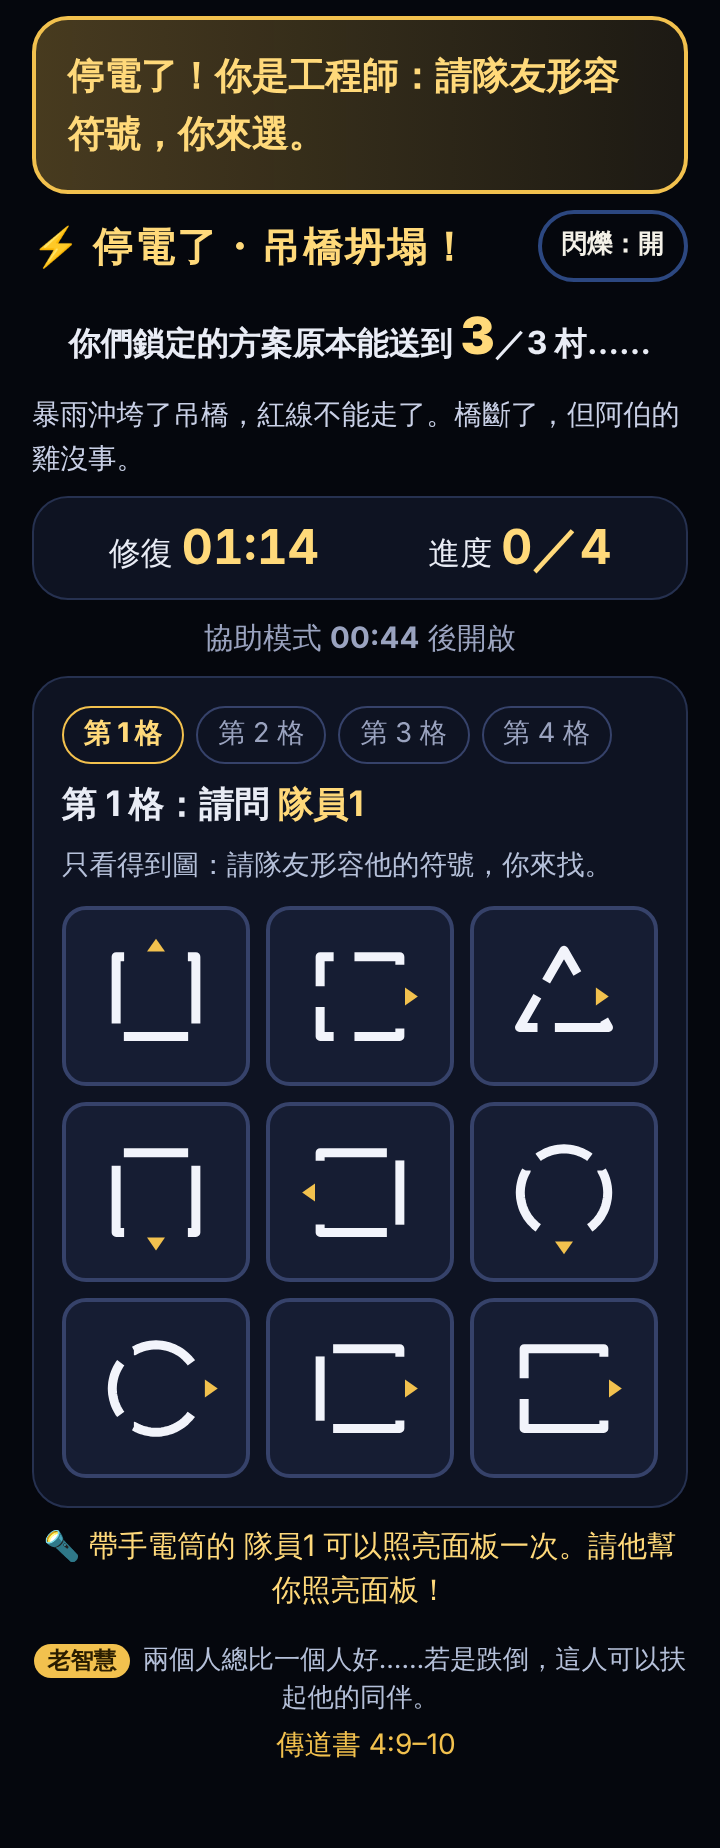 停電了！你是工程師：請隊友形容
符號，你來選。
⚡ 停電了・吊橋坍塌！
閃爍：開
你們鎖定的方案原本能送到 3／3 村……
暴雨沖垮了吊橋，紅線不能走了。橋斷了，但阿伯的
雞沒事。
修復 01:14 進度 0／4
協助模式 00:44 後開啟
第 1 格 第 2 格 第 3 格 第 4 格
第 1 格：請問 隊員1
只看得到圖：請隊友形容他的符號，你來找。
🔦 帶手電筒的 隊員1 可以照亮面板一次。請他幫
你照亮面板！
老智慧 兩個人總比一個人好……若是跌倒，這人可以扶
起他的同伴。
傳道書 4:9–10